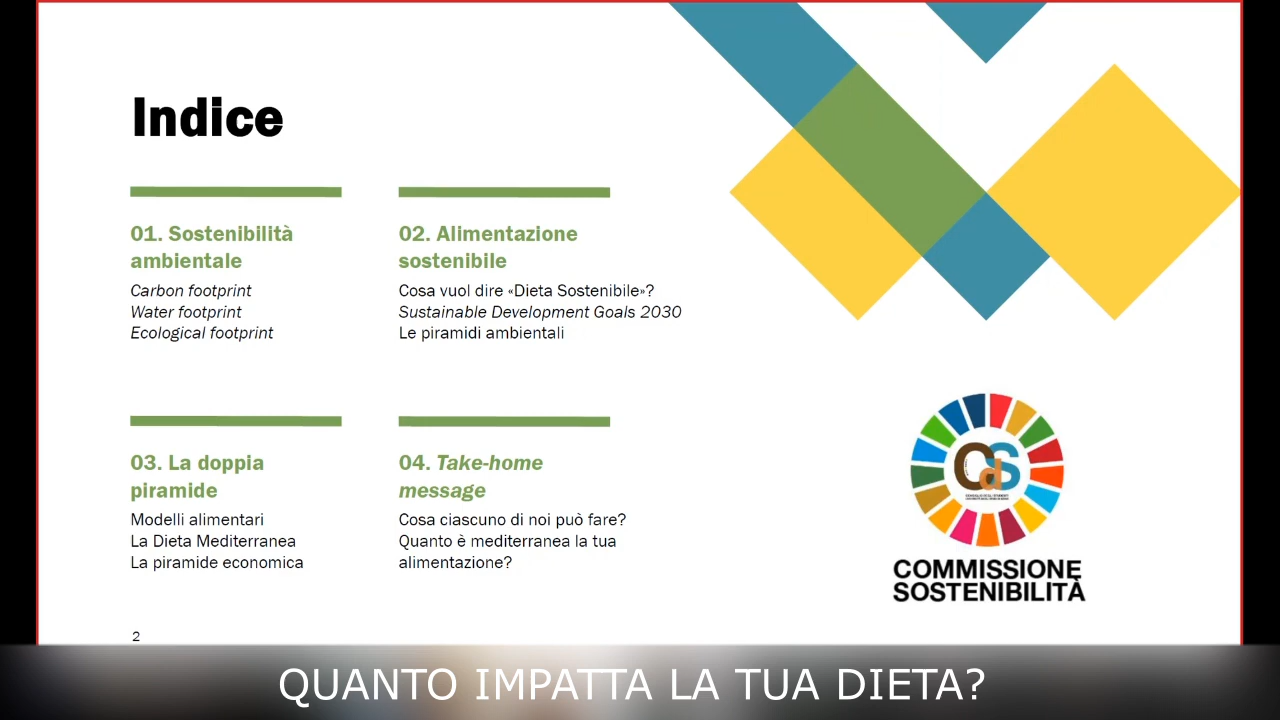 Indice
01. Sostenibilità
ambientale
Carbon footprint
Water footprint
Ecological footprint
02. Alimentazione
sostenibile
Cosa vuol dire «Dieta Sostenibile»?
Sustainable Development Goals 2030
Le piramidi ambientali
03. La doppia
piramide
Modelli alimentari
La Dieta Mediterranea
La piramide economica
04. Take-home
message
Cosa ciascuno di noi può fare?
Quanto è mediterranea la tua
alimentazione?
CdS
COMMISSIONE
SOSTENIBILITÀ
2
QUANTO IMPATTA LA TUA DIETA?